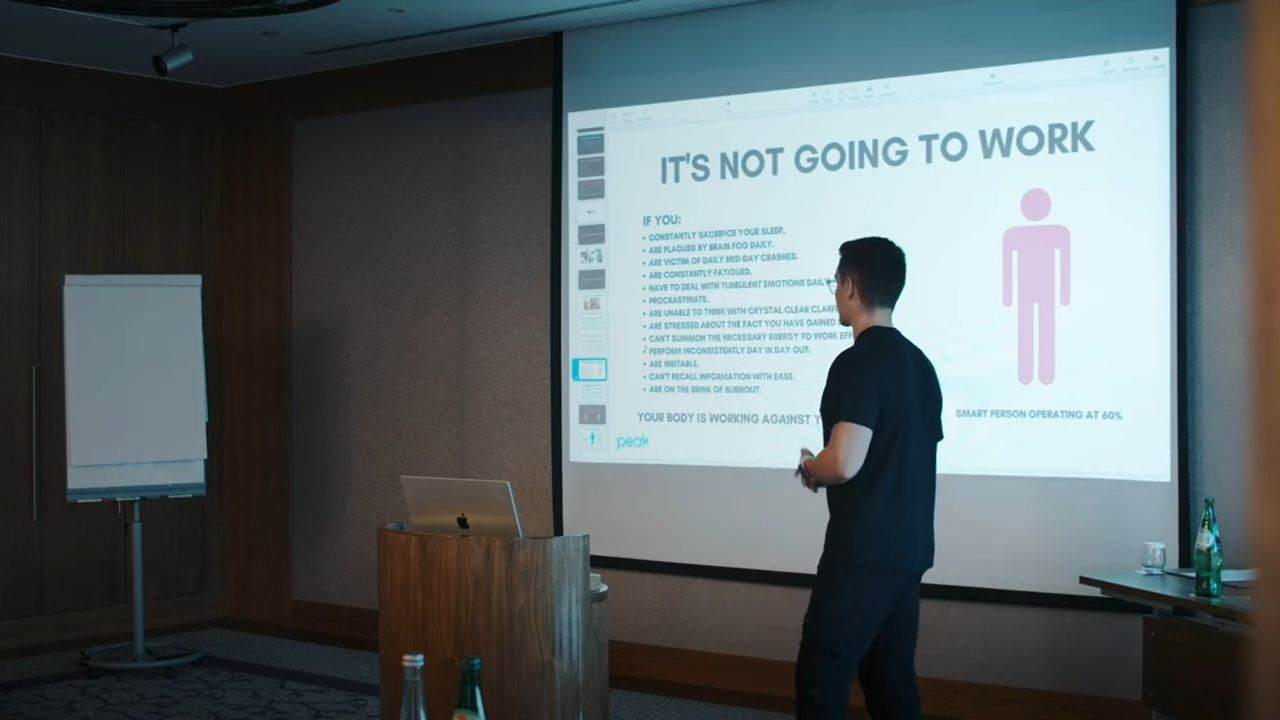 IT'S NOT GOING TO WORK
IF YOU:
• CONSTANTLY SACRIFICE YOUR SLEEP.
• ARE PLAGUED BY BRAIN FOG DAILY.
• ARE VICTIM OF DAILY MID-DAY CRASHES.
• ARE CONSTANTLY FATIGUED.
• HAVE TO DEAL WITH TURBULENT EMOTIONS DAILY
• PROCRASTINATE.
• ARE UNABLE TO THINK WITH CRYSTAL CLEAR
• ARE STRESSED ABOUT THE FACT YOU HAVE GAINED
• CAN'T SUMMON THE NECESSARY ENERGY TO WORK
• PERFORM INCONSISTENTLY DAY IN DAY OUT.
• ARE IRRITABLE.
• CAN'T RECALL INFORMATION WITH EASE.
• ARE ON THE BRINK OF BURNOUT.
YOUR BODY IS WORKING AGAINST
SMART PERSON OPERATING AT 60%
peak